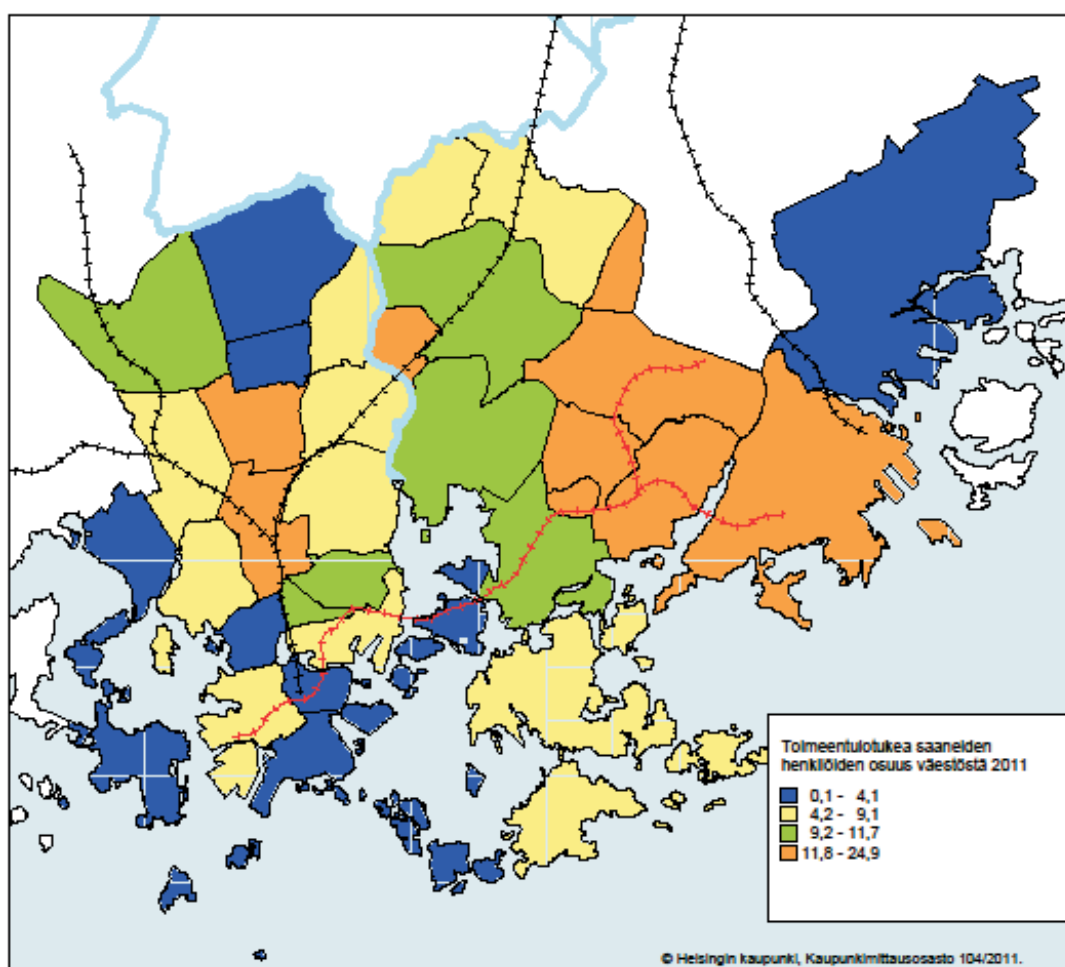 Toimeentulotukea saaneiden
henkilöiden osuus väestöstä 2011
0,1 - 4,1
4,2 - 9,1
9,2 - 11,7
11,8 - 24,9
© Helsingin kaupunki, Kaupunkimittausosasto 104/2011.